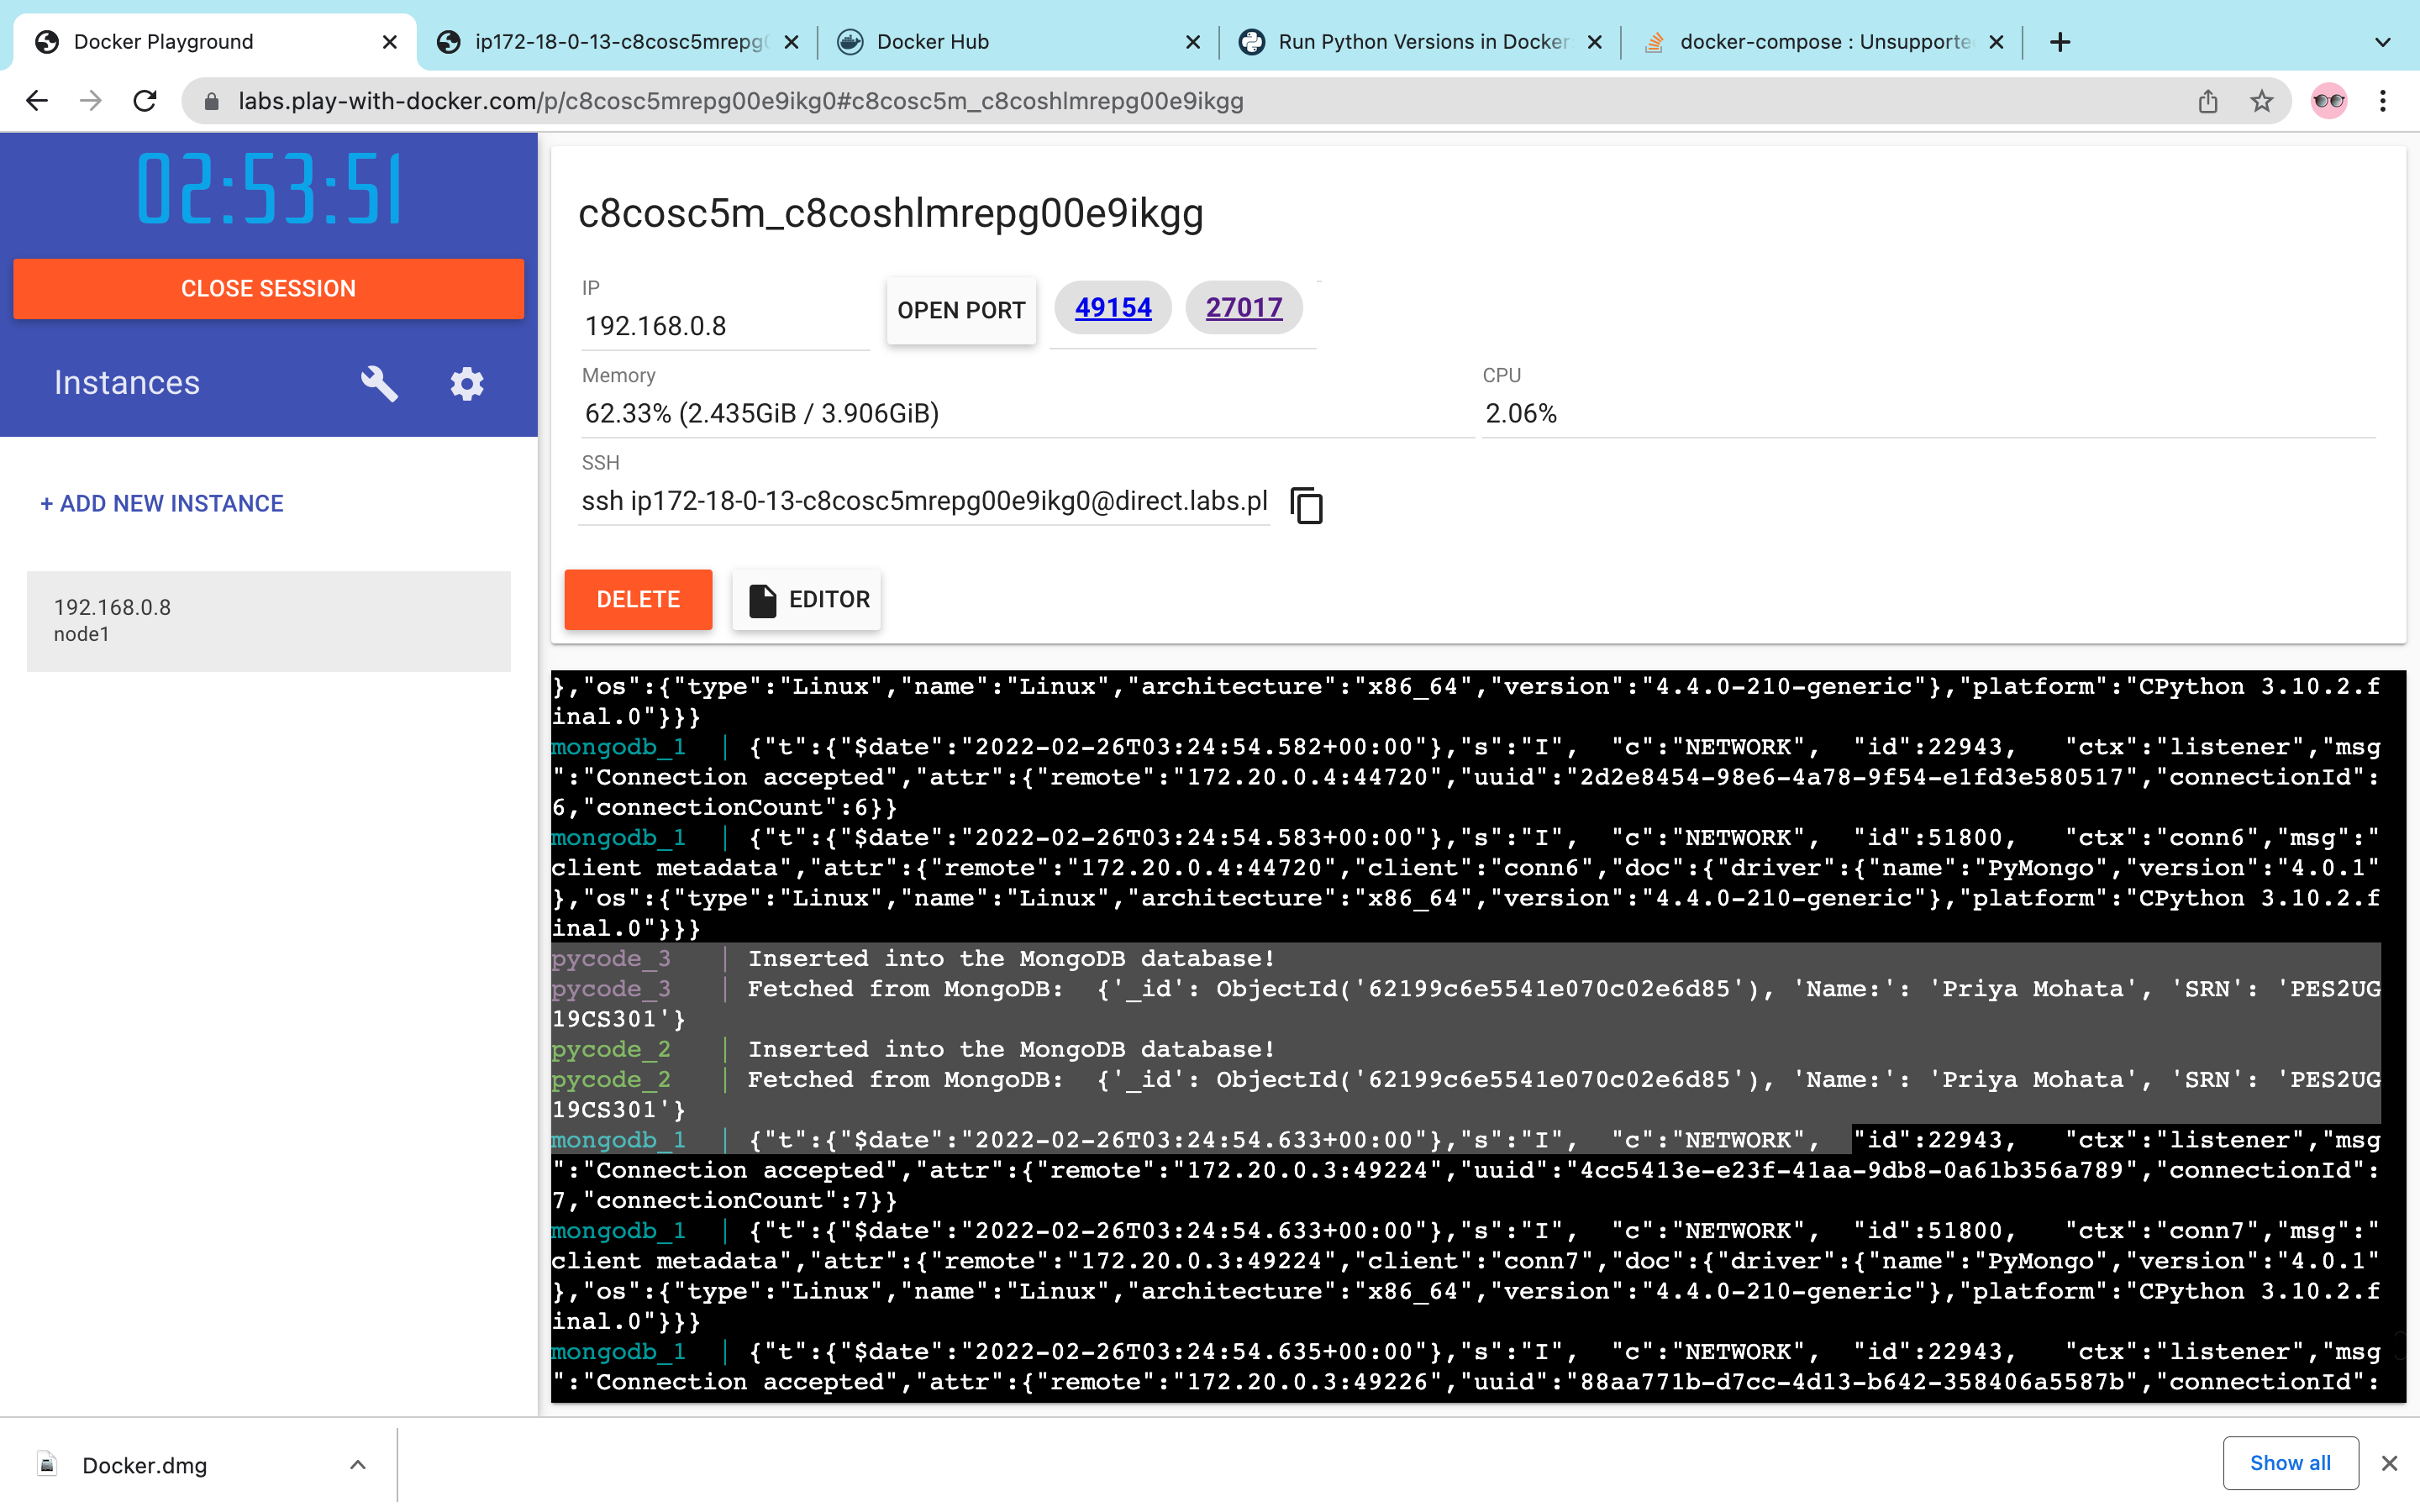 Docker Playground
ip172-18-0-13-c8cosc5mrepg0
Docker Hub
Run Python Versions in Docker:
docker-compose : Unsupporte
labs.play-with-docker.com/p/c8cosc5mrepg00e9ikg0#c8cosc5m_c8coshlmrepg00e9ikgg
02:53:51
CLOSE SESSION
Instances
+ ADD NEW INSTANCE
192.168.0.8
node1
c8cosc5m_c8coshlmrepg00e9ikgg
IP
192.168.0.8
OPEN PORT
49154
27017
Memory
62.33% (2.435GiB / 3.906GiB)
CPU
2.06%
SSH
ssh ip172-18-0-13-c8cosc5mrepg00e9ikg0@direct.labs.pl
DELETE
EDITOR
},"os":{"type":"Linux","name":"Linux","architecture":"x86_64","version":"4.4.0-210-generic"},"platform":"CPython 3.10.2.f
inal.0"}}}
mongodb_1  | {"t":{"$date":"2022-02-26T03:24:54.582+00:00"},"s":"I",  "c":"NETWORK",  "id":22943,   "ctx":"listener","msg
":"Connection accepted","attr":{"remote":"172.20.0.4:44720","uuid":"2d2e8454-98e6-4a78-9f54-e1fd3e580517","connectionId":
6,"connectionCount":6}}
mongodb_1  | {"t":{"$date":"2022-02-26T03:24:54.583+00:00"},"s":"I",  "c":"NETWORK",  "id":51800,   "ctx":"conn6","msg":"
client metadata","attr":{"remote":"172.20.0.4:44720","client":"conn6","doc":{"driver":{"name":"PyMongo","version":"4.0.1"
},"os":{"type":"Linux","name":"Linux","architecture":"x86_64","version":"4.4.0-210-generic"},"platform":"CPython 3.10.2.f
inal.0"}}}
pycode_3   | Inserted into the MongoDB database!
pycode_3   | Fetched from MongoDB:  {'_id': ObjectId('62199c6e5541e070c02e6d85'), 'Name:': 'Priya Mohata', 'SRN': 'PES2UG
19CS301'}
pycode_2   | Inserted into the MongoDB database!
pycode_2   | Fetched from MongoDB:  {'_id': ObjectId('62199c6e5541e070c02e6d85'), 'Name:': 'Priya Mohata', 'SRN': 'PES2UG
19CS301'}
mongodb_1  | {"t":{"$date":"2022-02-26T03:24:54.633+00:00"},"s":"I",  "c":"NETWORK",  "id":22943,   "ctx":"listener","msg
":"Connection accepted","attr":{"remote":"172.20.0.3:49224","uuid":"4cc5413e-e23f-41aa-9db8-0a61b356a789","connectionId":
7,"connectionCount":7}}
mongodb_1  | {"t":{"$date":"2022-02-26T03:24:54.633+00:00"},"s":"I",  "c":"NETWORK",  "id":51800,   "ctx":"conn7","msg":"
client metadata","attr":{"remote":"172.20.0.3:49224","client":"conn7","doc":{"driver":{"name":"PyMongo","version":"4.0.1"
},"os":{"type":"Linux","name":"Linux","architecture":"x86_64","version":"4.4.0-210-generic"},"platform":"CPython 3.10.2.f
inal.0"}}}
mongodb_1  | {"t":{"$date":"2022-02-26T03:24:54.635+00:00"},"s":"I",  "c":"NETWORK",  "id":22943,   "ctx":"listener","msg
":"Connection accepted","attr":{"remote":"172.20.0.3:49226","uuid":"88aa771b-d7cc-4d13-b642-358406a5587b","connectionId":
Docker.dmg
Show all